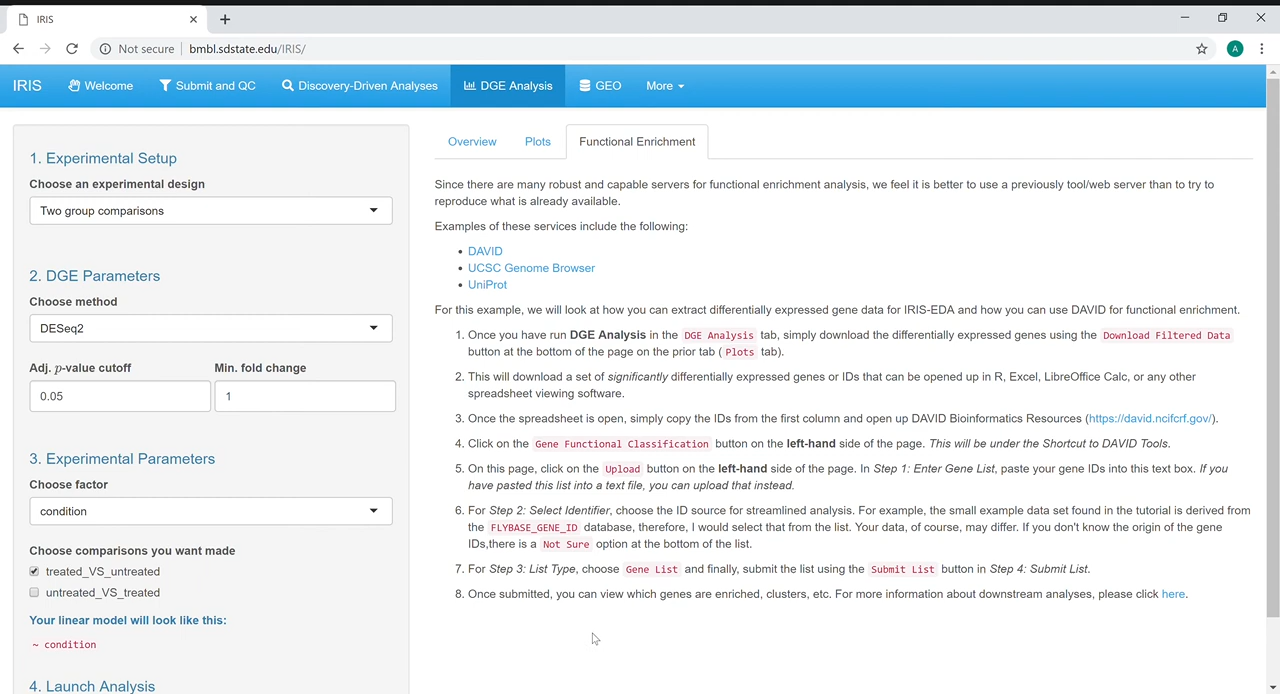 IRIS
Not secure | bmbl.sdstate.edu/IRIS/
A
IRIS Welcome Submit and QC Discovery-Driven Analyses DGE Analysis GEO More
1. Experimental Setup
Choose an experimental design
Two group comparisons
2. DGE Parameters
Choose method
DESeq2
Adj. p-value cutoff Min. fold change
0.05 1
3. Experimental Parameters
Choose factor
condition
Choose comparisons you want made
treated_VS_untreated
untreated_VS_treated
Your linear model will look like this:
~ condition
4. Launch Analysis
Overview Plots Functional Enrichment
Since there are many robust and capable servers for functional enrichment analysis, we feel it is better to use a previously tool/web server than to try to
reproduce what is already available.
Examples of these services include the following:
• DAVID
• UCSC Genome Browser
• UniProt
For this example, we will look at how you can extract differentially expressed gene data for IRIS-EDA and how you can use DAVID for functional enrichment.
1. Once you have run DGE Analysis in the DGE Analysis tab, simply download the differentially expressed genes using the Download Filtered Data
button at the bottom of the page on the prior tab ( Plots tab).
2. This will download a set of significantly differentially expressed genes or IDs that can be opened up in R, Excel, LibreOffice Calc, or any other
spreadsheet viewing software.
3. Once the spreadsheet is open, simply copy the IDs from the first column and open up DAVID Bioinformatics Resources (https://david.ncifcrf.gov/).
4. Click on the Gene Functional Classification button on the left-hand side of the page. This will be under the Shortcut to DAVID Tools.
5. On this page, click on the Upload button on the left-hand side of the page. In Step 1: Enter Gene List, paste your gene IDs into this text box. If you
have pasted this list into a text file, you can upload that instead.
6. For Step 2: Select Identifier, choose the ID source for streamlined analysis. For example, the small example data set found in the tutorial is derived from
the FLYBASE_GENE_ID database, therefore, I would select that from the list. Your data, of course, may differ. If you don't know the origin of the gene
IDs,there is a Not Sure option at the bottom of the list.
7. For Step 3: List Type, choose Gene List and finally, submit the list using the Submit List button in Step 4: Submit List.
8. Once submitted, you can view which genes are enriched, clusters, etc. For more information about downstream analyses, please click here.